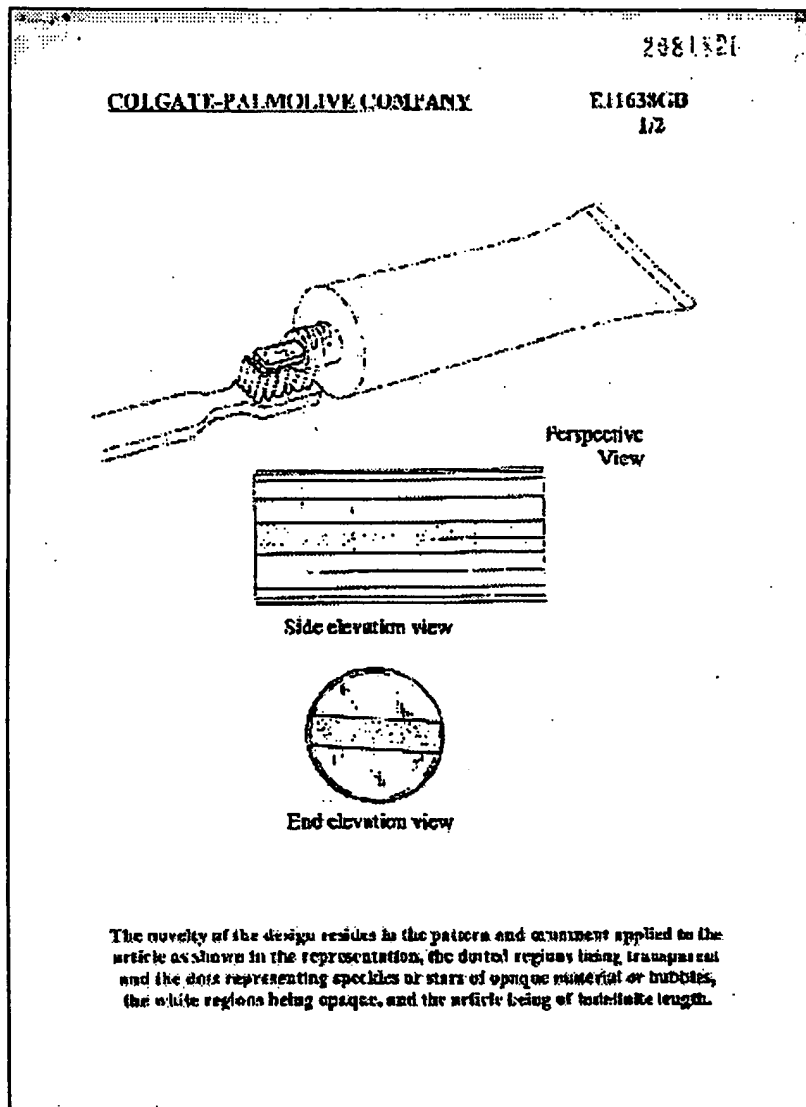 COLGATE-PALMOLIVE COMPANY
E11638GB
1/2
Perspective
View
Side elevation view
End elevation view
The novelty of the design resides in the pattern and ornament applied to the
article as shown in the representation, the dotted regions being transparent
and the dots representing speckles or stars of opaque material or bubbles,
the white regions being opaque, and the article being of indefinite length.